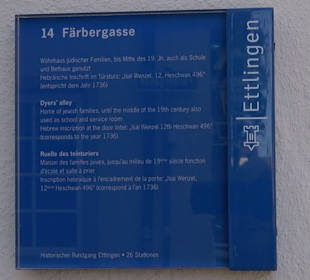 14 Färbergasse
Wohnhaus jüdischer Familien, bis Mitte des 19. Jh. auch als Schule
und Bethaus genutzt
Hebräische Inschrift im Türsturz: „Isai Wenzel, 12. Heschwan 496"
(entspricht dem Jahr 1736)
Dyers' alley
Home of jewish families, until the middle of the 19th century also
used as school and service room
Hebrew inscription at the door lintel: „Isai Wenzel 12th Heschwan 496"
(corresponds to the year 1736)
Ruelle des teinturiers
Maison des familles juives, jusqu'au milieu de 19ème siècle fonction
d'école et salle à prier
Inscription hebraïque à l'encadrement de la porte: „Isai Wenzel,
12ème Heschwan 496" (correspond à l'an 1736)
Historischer Rundgang Ettlingen • 26 Stationen
Ettlingen